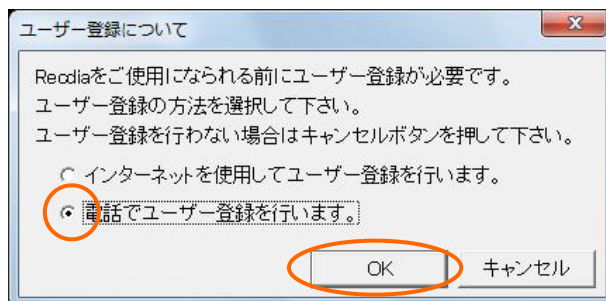 ユーザー登録について
Recdiaをご使用になられる前にユーザー登録が必要です。
ユーザー登録の方法を選択して下さい。
ユーザー登録を行わない場合はキャンセルボタンを押して下さい。
インターネットを使用してユーザー登録を行います。
電話でユーザー登録を行います。
OK
キャンセル